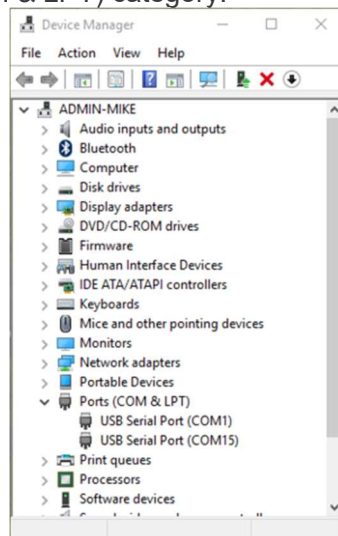 & LPT) category.
Device Manager
File Action View Help
ADMIN-MIKE
Audio inputs and outputs
Bluetooth
Computer
Disk drives
Display adapters
DVD/CD-ROM drives
Firmware
Human Interface Devices
IDE ATA/ATAPI controllers
Keyboards
Mice and other pointing devices
Monitors
Network adapters
Portable Devices
Ports (COM & LPT)
USB Serial Port (COM1)
USB Serial Port (COM15)
Print queues
Processors
Software devices